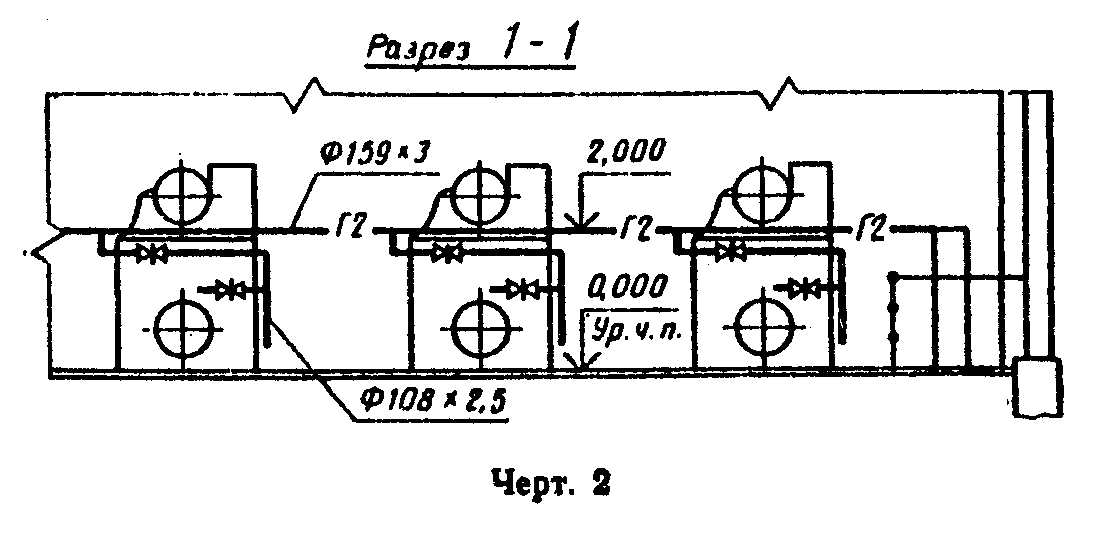 Разрез 1-1
Ф159×3
2,000
Г2
Г2
Г2
0,000
Ур.ч.п.
Ф108×2,5
Черт. 2